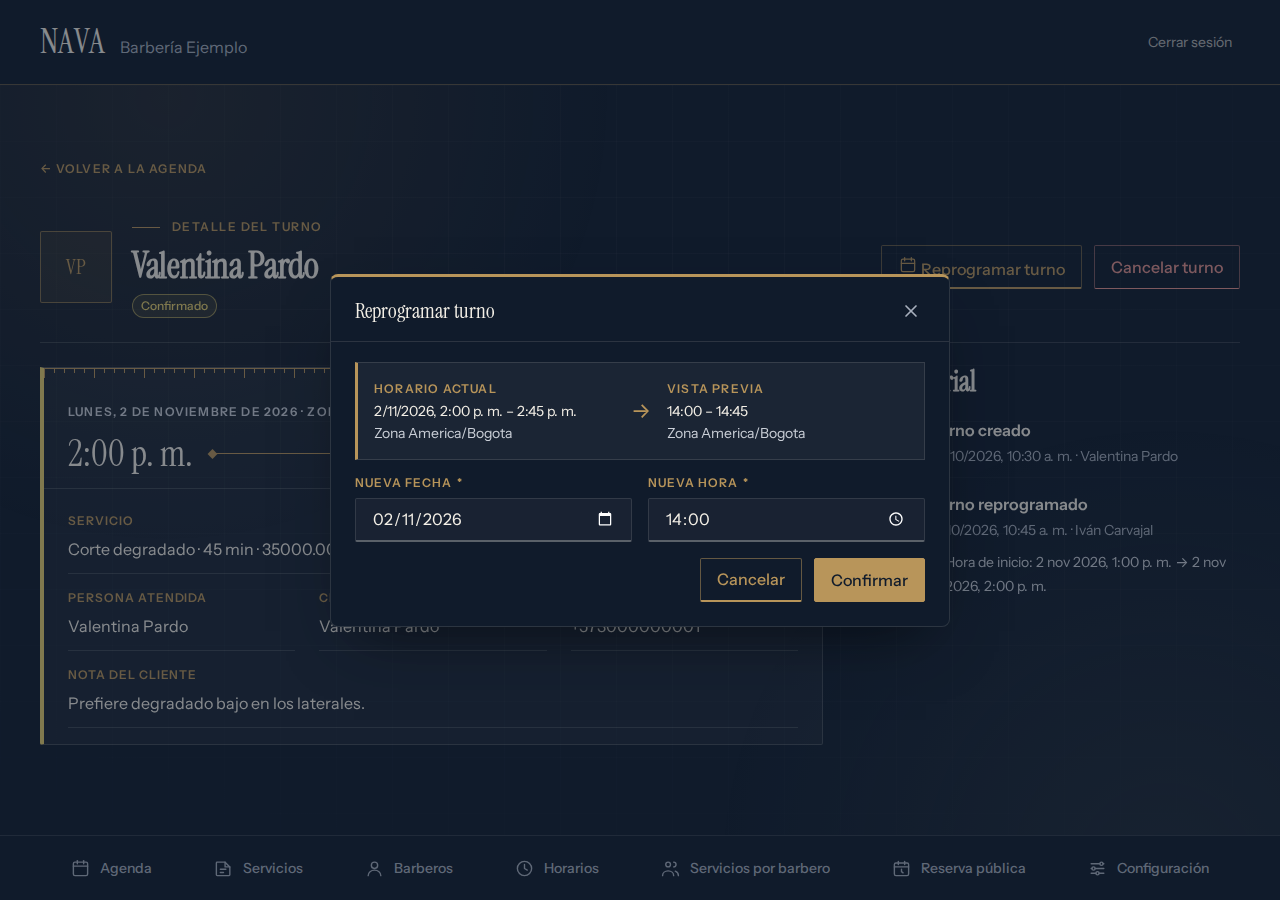 NAVA Barbería Ejemplo
Cerrar sesión
← VOLVER A LA AGENDA
VP
DETALLE DEL TURNO
Valentina Pardo
Confirmado
Reprogramar turno
Cancelar turno
Reprogramar turno
HORARIO ACTUAL
2/11/2026, 2:00 p. m. – 2:45 p. m.
Zona America/Bogota
→
VISTA PREVIA
14:00 – 14:45
Zona America/Bogota
NUEVA FECHA *
02/11/2026
NUEVA HORA *
14:00
Cancelar
Confirmar
LUNES, 2 DE NOVIEMBRE DE 2026 ·
2:00 p. m.
SERVICIO
Corte degradado · 45 min · 35000.00
PERSONA ATENDIDA
Valentina Pardo
Valentina Pardo
NOTA DEL CLIENTE
Prefiere degradado bajo en los laterales.
creado
10/2026, 10:30 a. m. · Valentina Pardo
reprogramado
10:45 a. m. · Iván Carvajal
Hora de inicio: 2 nov 2026, 1:00 p. m. → 2 nov
2026, 2:00 p. m.
Agenda
Servicios
Barberos
Horarios
Servicios por barbero
Reserva pública
Configuración